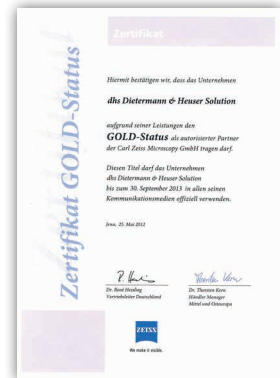 Zertifikat
Zertifikat GOLD-Status
Hiermit bestätigen wir, dass das Unternehmen
dhs Dietermann & Heuser Solution
aufgrund seiner Leistungen den
GOLD-Status als autorisierter Partner
der Carl Zeiss Microscopy GmbH tragen darf.
Diesen Titel darf das Unternehmen
dhs Dietermann & Heuser Solution
bis zum 30. September 2013 in allen seinen
Kommunikationsmedien offiziell verwenden.
Jena, 25. Mai 2012
Dr. René Hessling
Vertriebsleiter Deutschland
Dr. Thorsten Kern
Händler Manager
Mittel und Osteuropa
ZEISS
We make it visible.